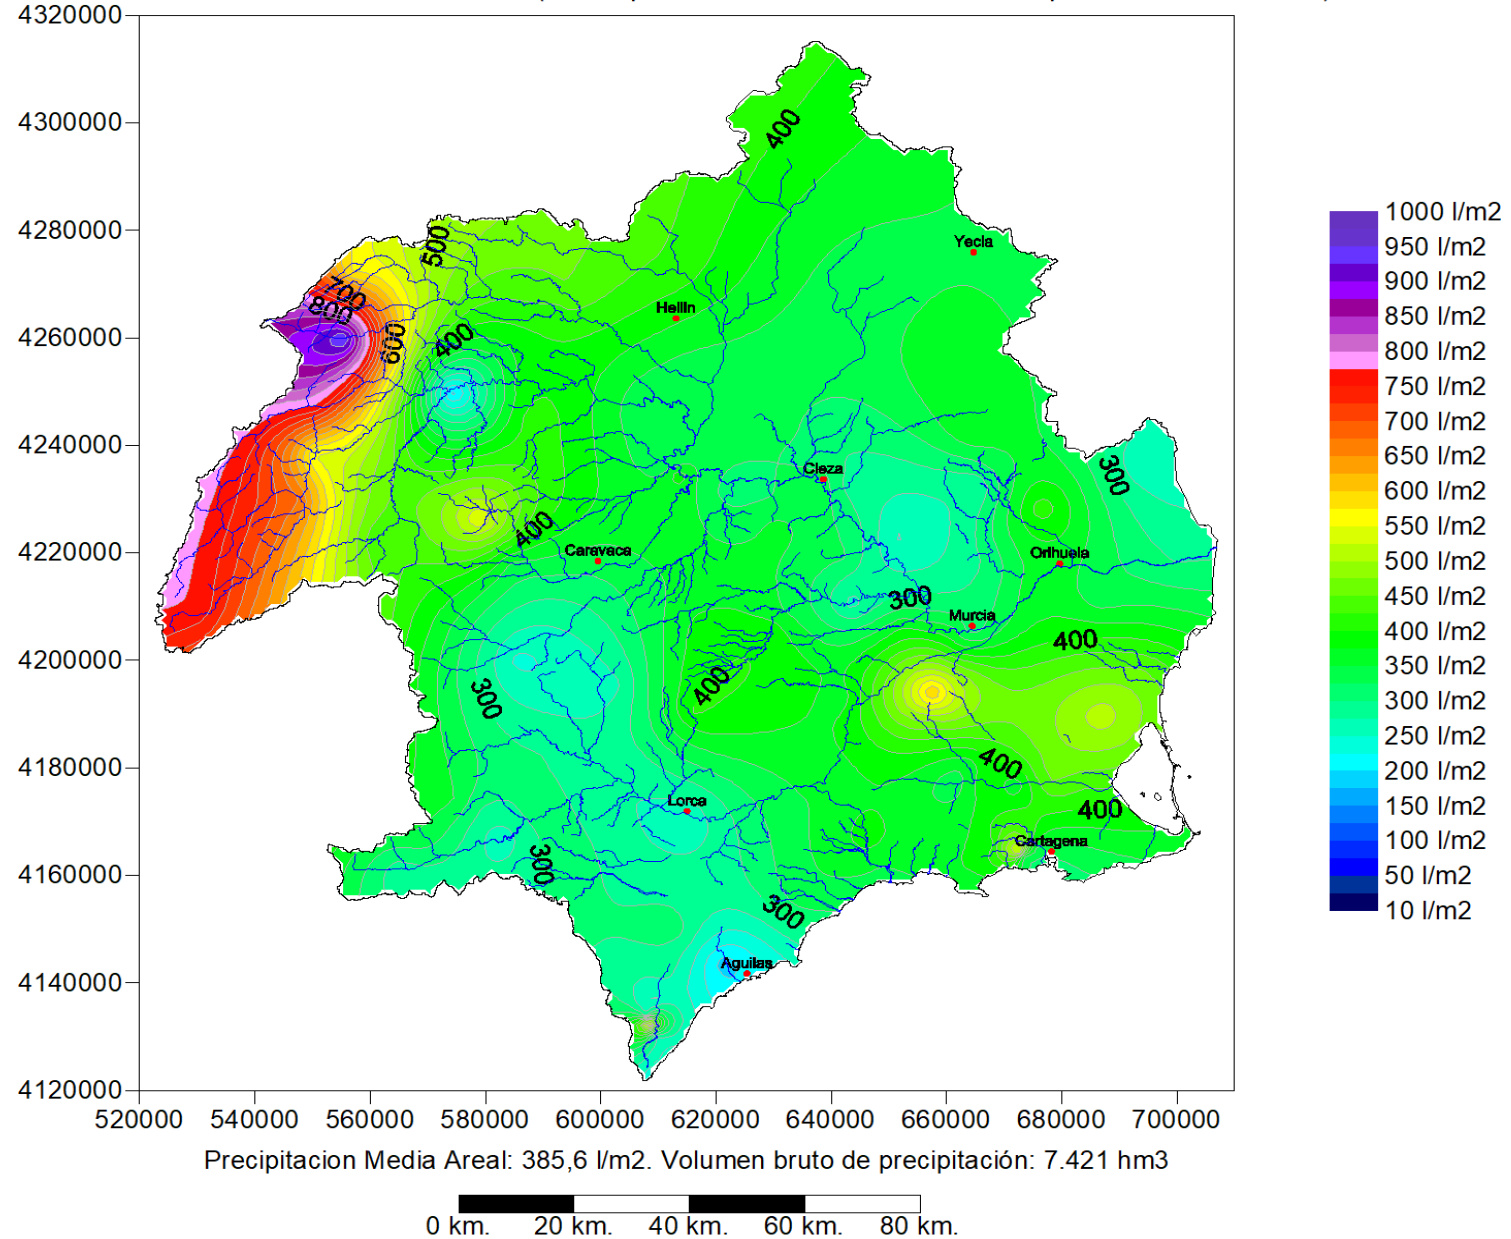 4320000
4300000
4280000
4260000
4240000
4220000
4200000
4180000
4160000
4140000
4120000
520000 540000 560000 580000 600000 620000 640000 660000 680000 700000
400
500
Yecla
700
800
Hellin
600
400
Cieza
300
400
Caravaca
Orihuela
300
Murcia
400
300
400
400
Lorca
400
Cartagena
300
300
Aguilas
1000 l/m2
950 l/m2
900 l/m2
850 l/m2
800 l/m2
750 l/m2
700 l/m2
650 l/m2
600 l/m2
550 l/m2
500 l/m2
450 l/m2
400 l/m2
350 l/m2
300 l/m2
250 l/m2
200 l/m2
150 l/m2
100 l/m2
50 l/m2
10 l/m2
Precipitacion Media Areal: 385,6 l/m2. Volumen bruto de precipitación: 7.421 hm3
0 km. 20 km. 40 km. 60 km. 80 km.